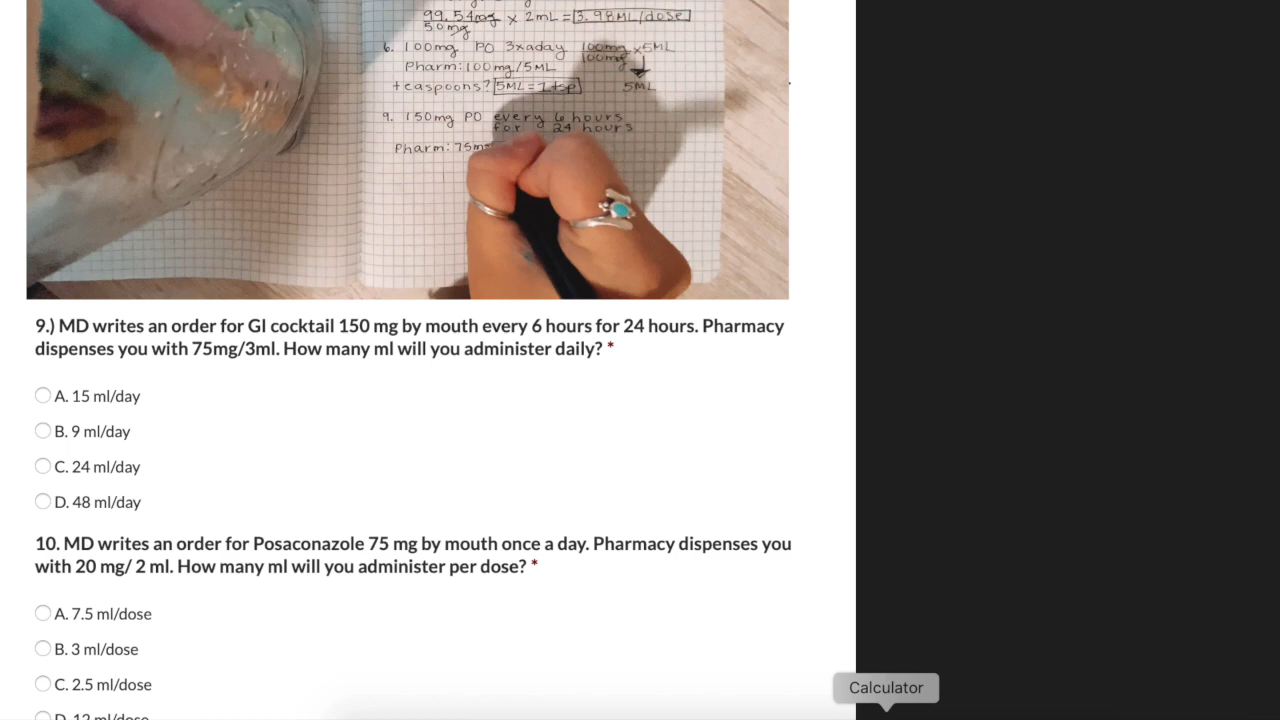 99.54mg x 2mL = 3.98ML/dose
50mg
6. 100mg PO 3xaday 100mg x5ML
100mg
Pharm: 100mg/5ML
teaspoons? 5ML = 1tsp 5ML
9. 150mg PO every 6 hours
for 24 hours
Pharm: 75m
9.) MD writes an order for GI cocktail 150 mg by mouth every 6 hours for 24 hours. Pharmacy
dispenses you with 75mg/3ml. How many ml will you administer daily? *
A. 15 ml/day
B. 9 ml/day
C. 24 ml/day
D. 48 ml/day
10. MD writes an order for Posaconazole 75 mg by mouth once a day. Pharmacy dispenses you
with 20 mg/ 2 ml. How many ml will you administer per dose? *
A. 7.5 ml/dose
B. 3 ml/dose
C. 2.5 ml/dose
D. 12 ml/dose
Calculator